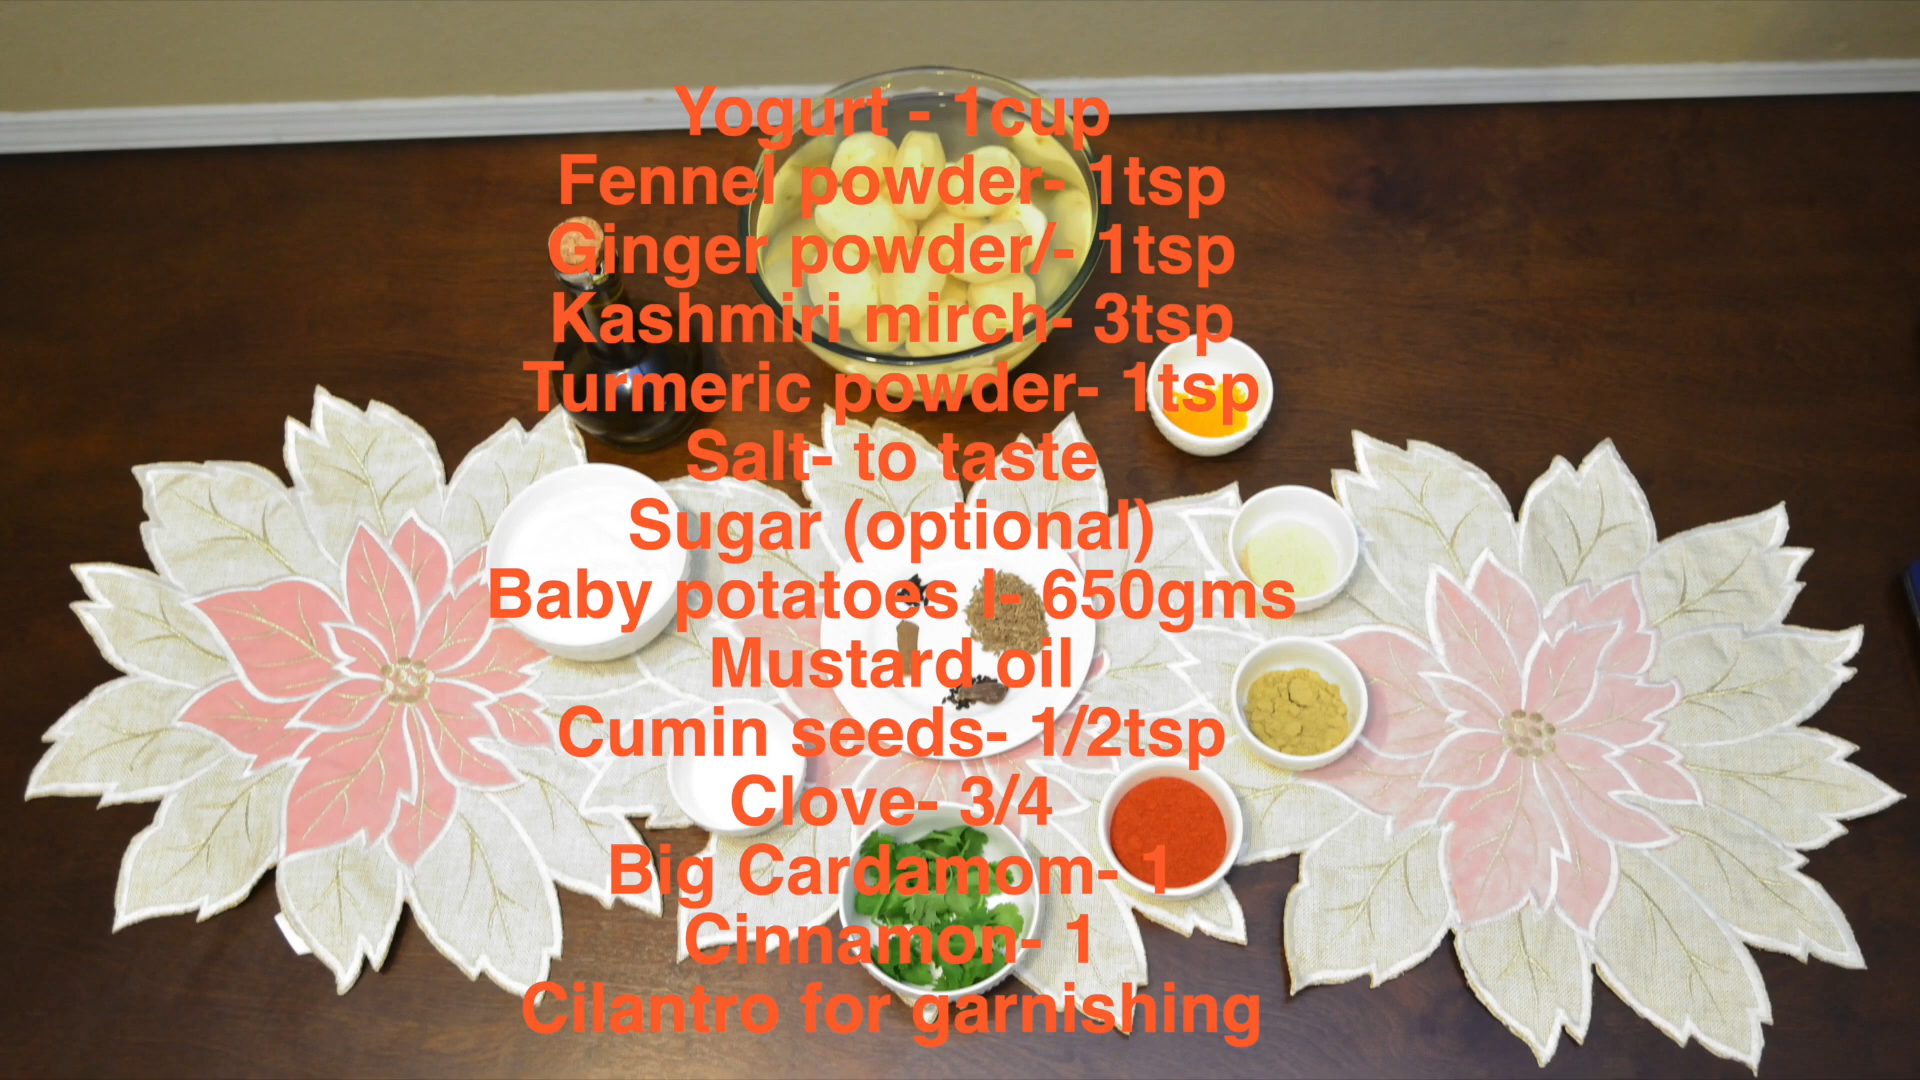 Yogurt - 1cup
Fennel powder- 1tsp
Ginger powder/- 1tsp
Kashmiri mirch- 3tsp
Turmeric powder- 1tsp
Salt- to taste
Sugar (optional)
Baby potatoes l- 650gms
Mustard oil
Cumin seeds- 1/2tsp
Clove- 3/4
Big Cardamom- 1
Cinnamon- 1
Cilantro for garnishing